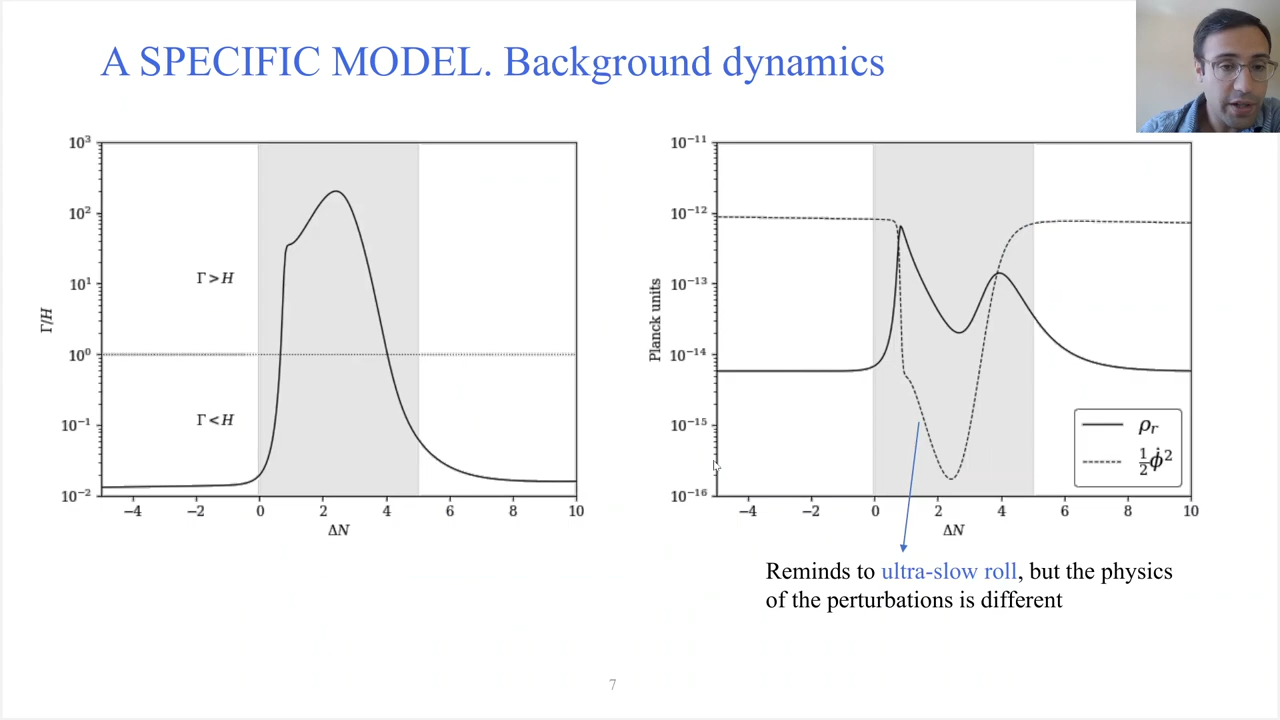 A SPECIFIC MODEL. Background dynamics
10³
10²
10¹
10⁰
10⁻¹
10⁻²
Γ/H
Γ > H
Γ < H
−4 −2 0 2 4 6 8 10
ΔN
10⁻¹¹
10⁻¹²
10⁻¹³
10⁻¹⁴
10⁻¹⁵
10⁻¹⁶
Planck units
ρᵣ
½ϕ̇²
−4 −2 0 2 4 6 8 10
ΔN
Reminds to ultra-slow roll, but the physics
of the perturbations is different
7